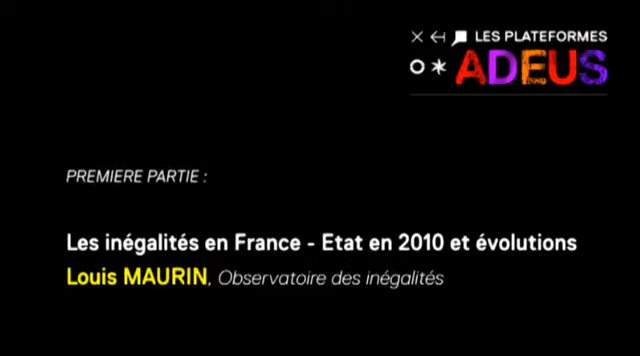 LES PLATEFORMES
ADEUS
PREMIERE PARTIE :
Les inégalités en France - Etat en 2010 et évolutions
Louis MAURIN, Observatoire des inégalités